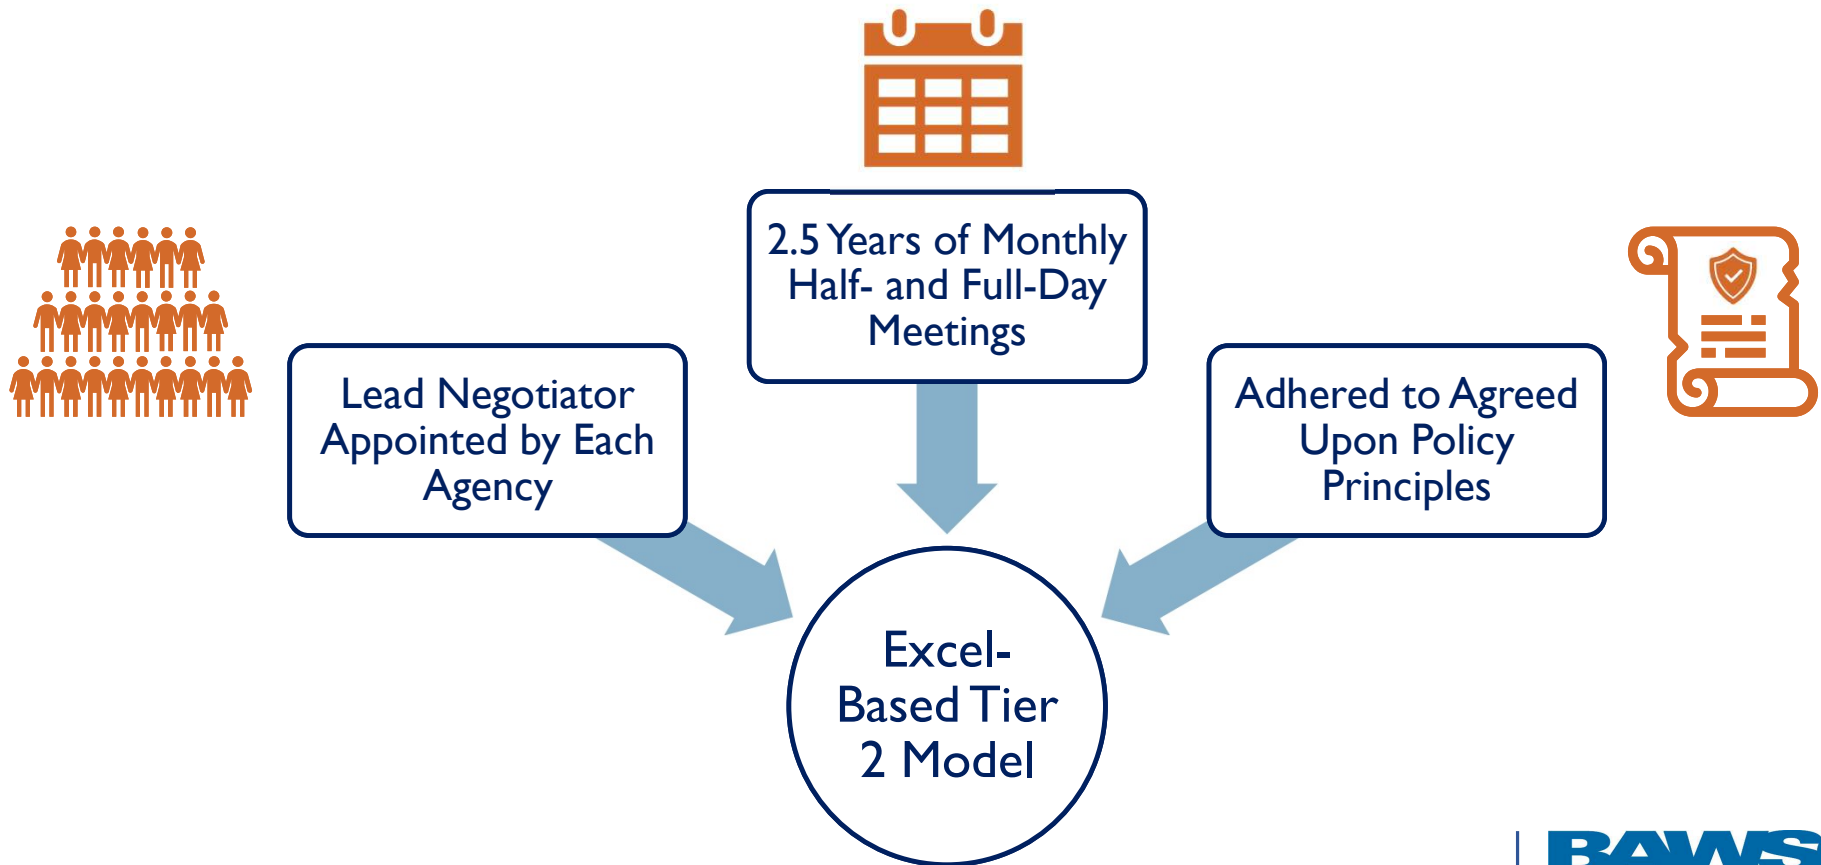 2.5 Years of Monthly
Half- and Full-Day
Meetings
Lead Negotiator
Appointed by Each
Agency
Adhered to Agreed
Upon Policy
Principles
Excel-
Based Tier
2 Model
BAWS